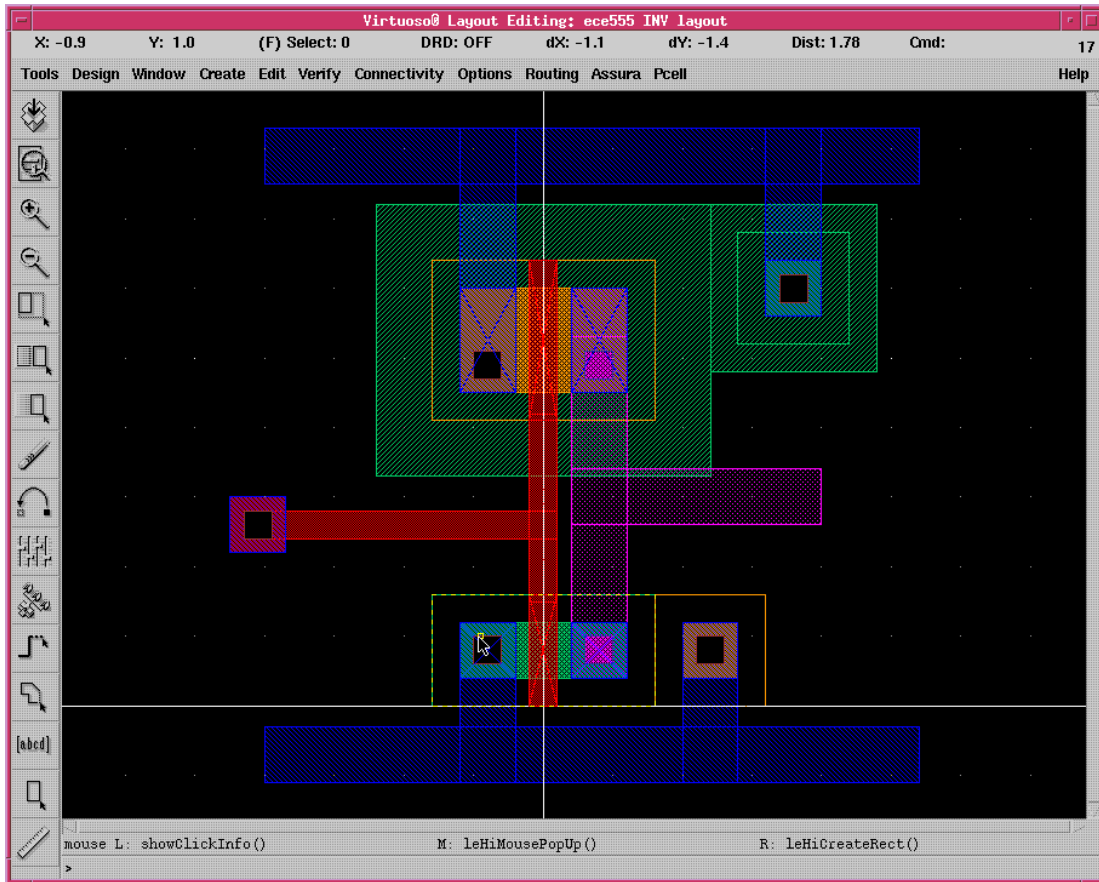 Virtuoso® Layout Editing: ece555 INV layout
X: -0.9 Y: 1.0 (F) Select: 0 DRD: OFF dX: -1.1 dY: -1.4 Dist: 1.78 Cmd: 17
Tools Design Window Create Edit Verify Connectivity Options Routing Assura Pcell Help
[abcd]
mouse L: showClickInfo() M: leHiMousePopUp() R: leHiCreateRect()
>